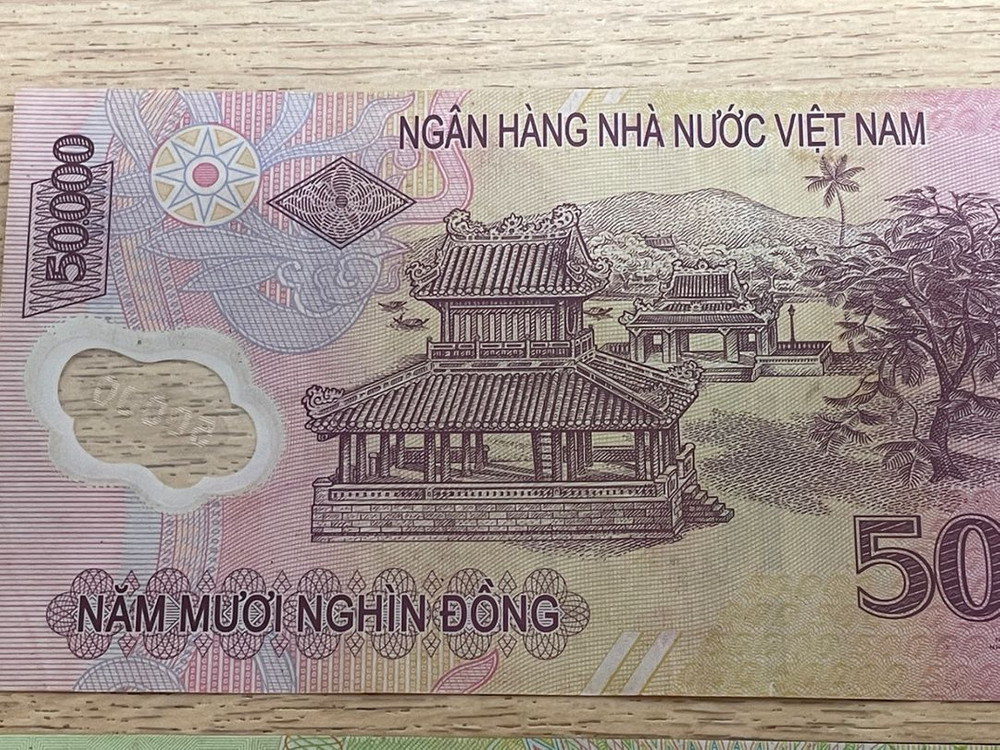 NGÂN HÀNG NHÀ NƯỚC VIỆT NAM
50.000
50
NĂM MƯƠI NGHÌN ĐỒNG